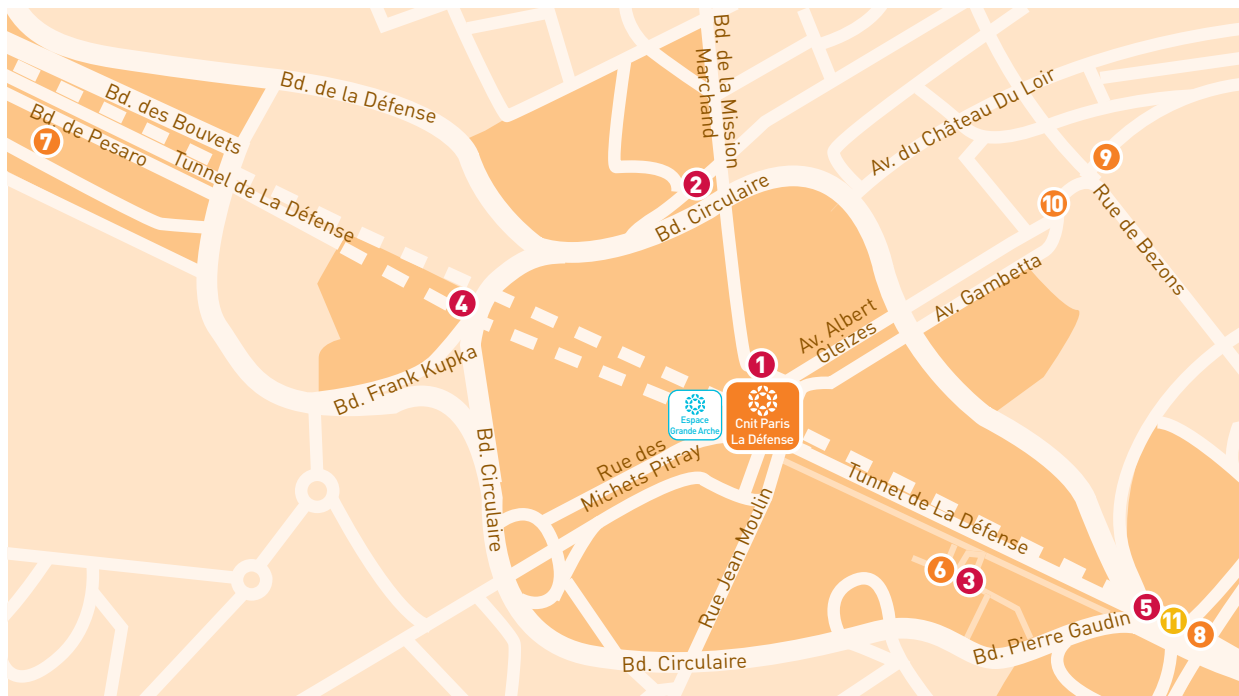 Bd. de la Défense
Bd. des Bouvets
Bd. de Pesaro
7
Tunnel de La Défense
Bd. de la Mission
Marchand
2
Bd. Circulaire
Av. du Château Du Loir
9
10
Rue de Bezons
Av. Gambetta
Av. Albert
Gleizes
4
Bd. Frank Kupka
1
Espace
Grande Arche
Cnit Paris
La Défense
Rue des
Michets Pitray
Bd. Circulaire
Rue Jean Moulin
Tunnel de La Défense
6
3
5
11
8
Bd. Pierre Gaudin
Bd. Circulaire